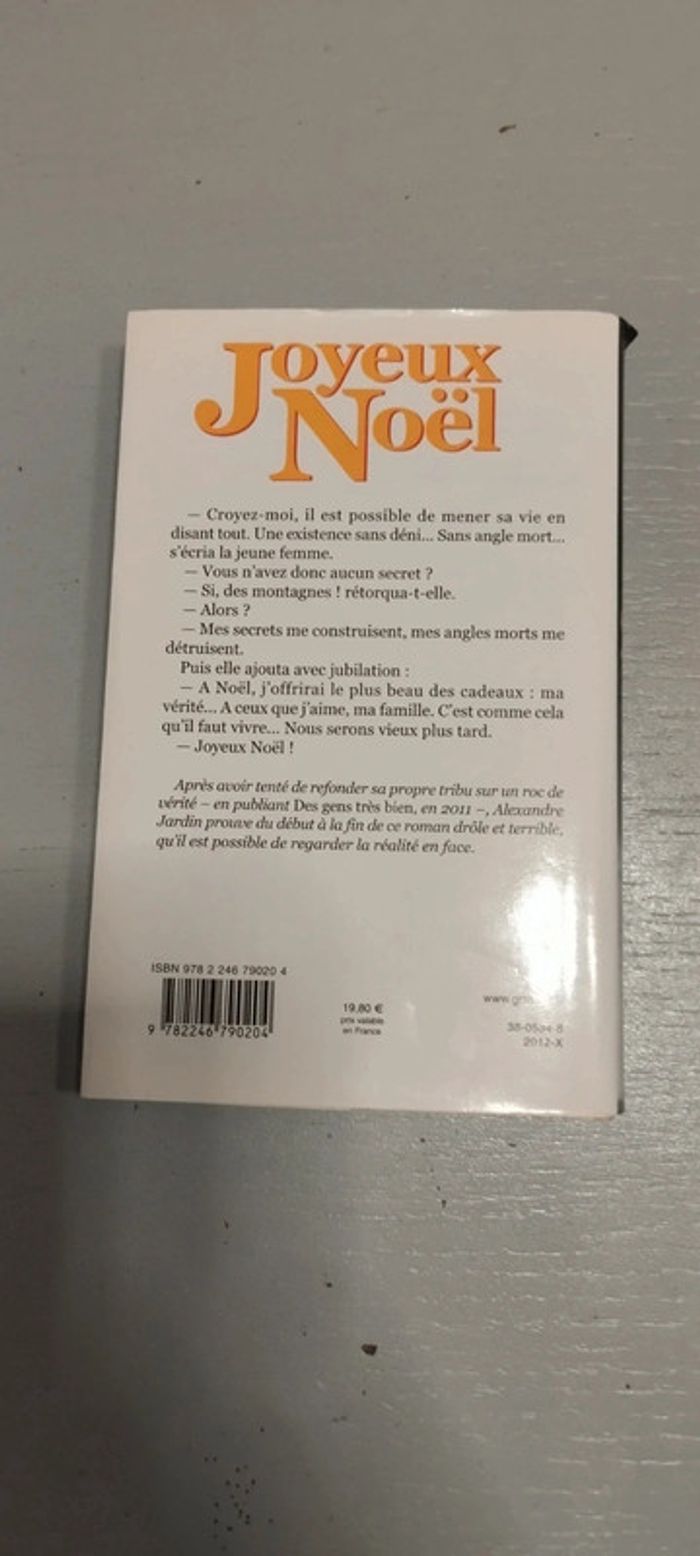 Joyeux
Noël
— Croyez-moi, il est possible de mener sa vie en
disant tout. Une existence sans déni... Sans angle mort...
s'écria la jeune femme.
— Vous n'avez donc aucun secret ?
— Si, des montagnes ! rétorqua-t-elle.
— Alors ?
— Mes secrets me construisent, mes angles morts me
détruisent.
Puis elle ajouta avec jubilation :
— A Noël, j'offrirai le plus beau des cadeaux : ma
vérité... A ceux que j'aime, ma famille. C'est comme cela
qu'il faut vivre... Nous serons vieux plus tard.
— Joyeux Noël !
Après avoir tenté de refonder sa propre tribu sur un roc de
vérité – en publiant Des gens très bien, en 2011 –, Alexandre
Jardin prouve du début à la fin de ce roman drôle et terrible,
qu'il est possible de regarder la réalité en face.
ISBN 978 2 246 79020 4
9 782246 790204
19,80 €
prix valable
en France
2012-X